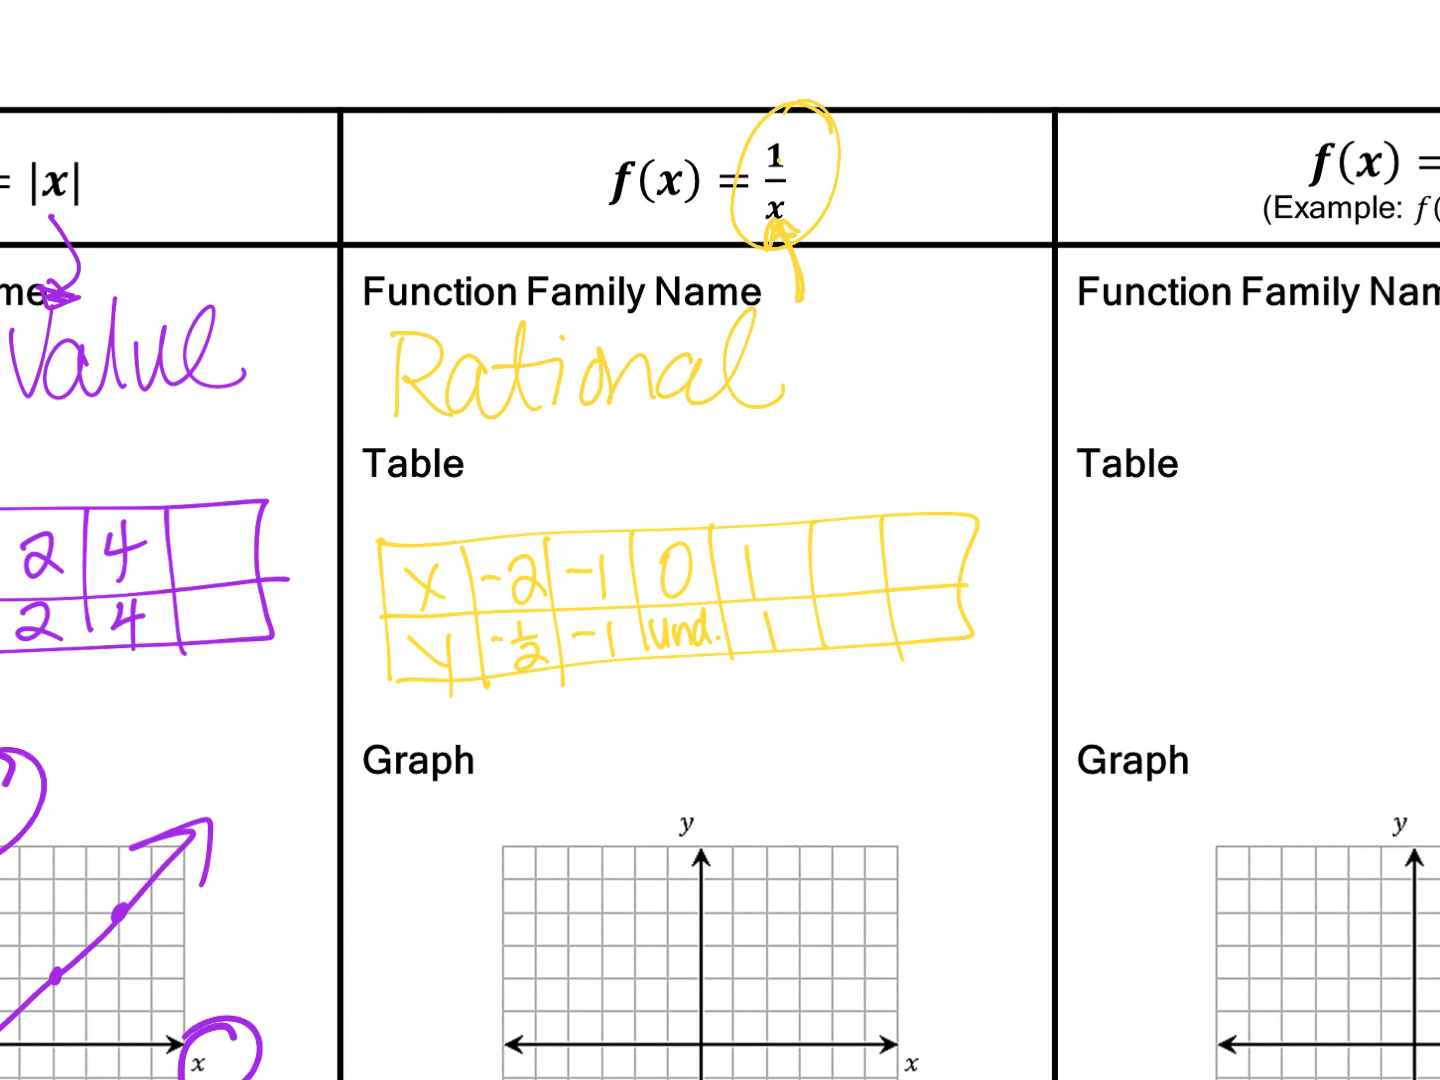 = |x|
f(x) = 1/x
f(x) =
(Example: f(
me
Function Family Name
Function Family Nam
Value
Rational
Table
Table
2 4
2 4
X -2 -1 0 1
Y -1/2 -1 und. 1
Graph
Graph
y
y
x
x